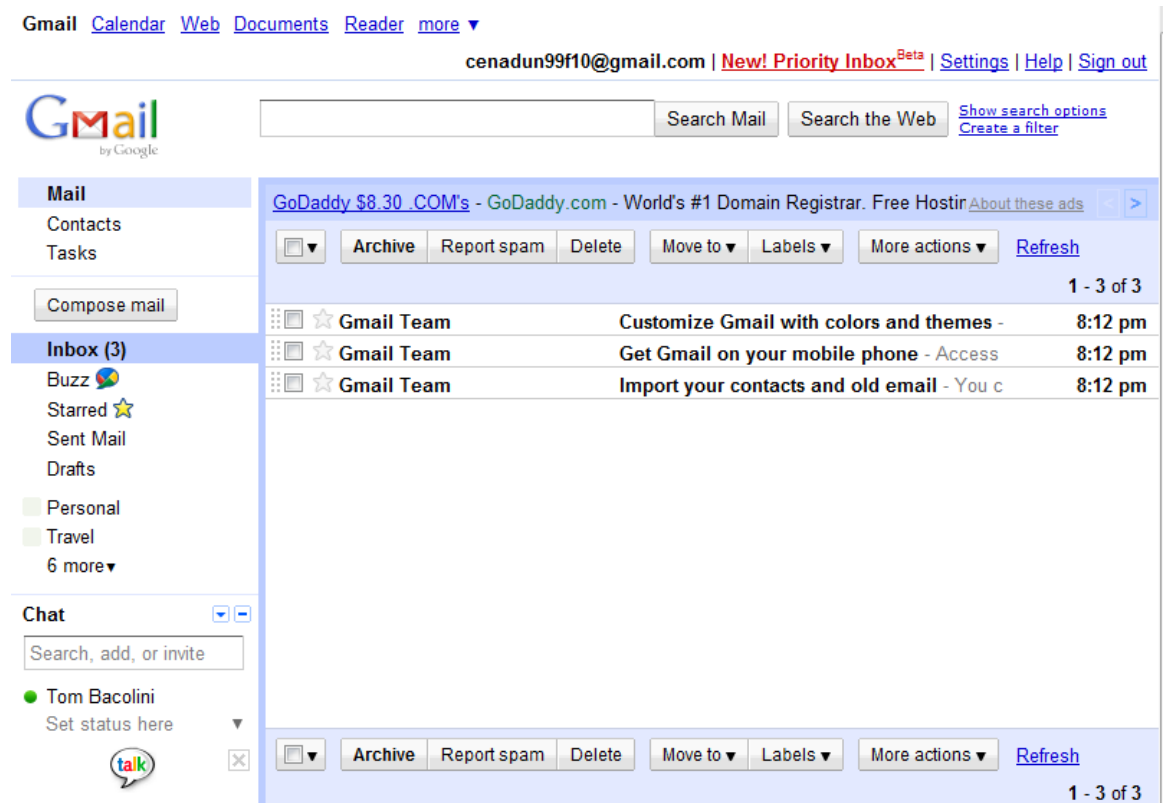 Gmail Calendar Web Documents Reader more ▼
cenadun99f10@gmail.com | New! Priority Inbox Beta | Settings | Help | Sign out
Gmail
by Google
Search Mail Search the Web
Show search options
Create a filter
Mail
Contacts
Tasks
Compose mail
Inbox (3)
Buzz
Starred
Sent Mail
Drafts
Personal
Travel
6 more ▾
Chat
Search, add, or invite
Tom Bacolini
Set status here ▼
talk
GoDaddy $8.30 .COM's - GoDaddy.com - World's #1 Domain Registrar. Free Hostin About these ads < >
▼ Archive Report spam Delete Move to ▼ Labels ▼ More actions ▼ Refresh
1 - 3 of 3
Gmail Team Customize Gmail with colors and themes - 8:12 pm
Gmail Team Get Gmail on your mobile phone - Access 8:12 pm
Gmail Team Import your contacts and old email - You c 8:12 pm
▼ Archive Report spam Delete Move to ▼ Labels ▼ More actions ▼ Refresh
1 - 3 of 3